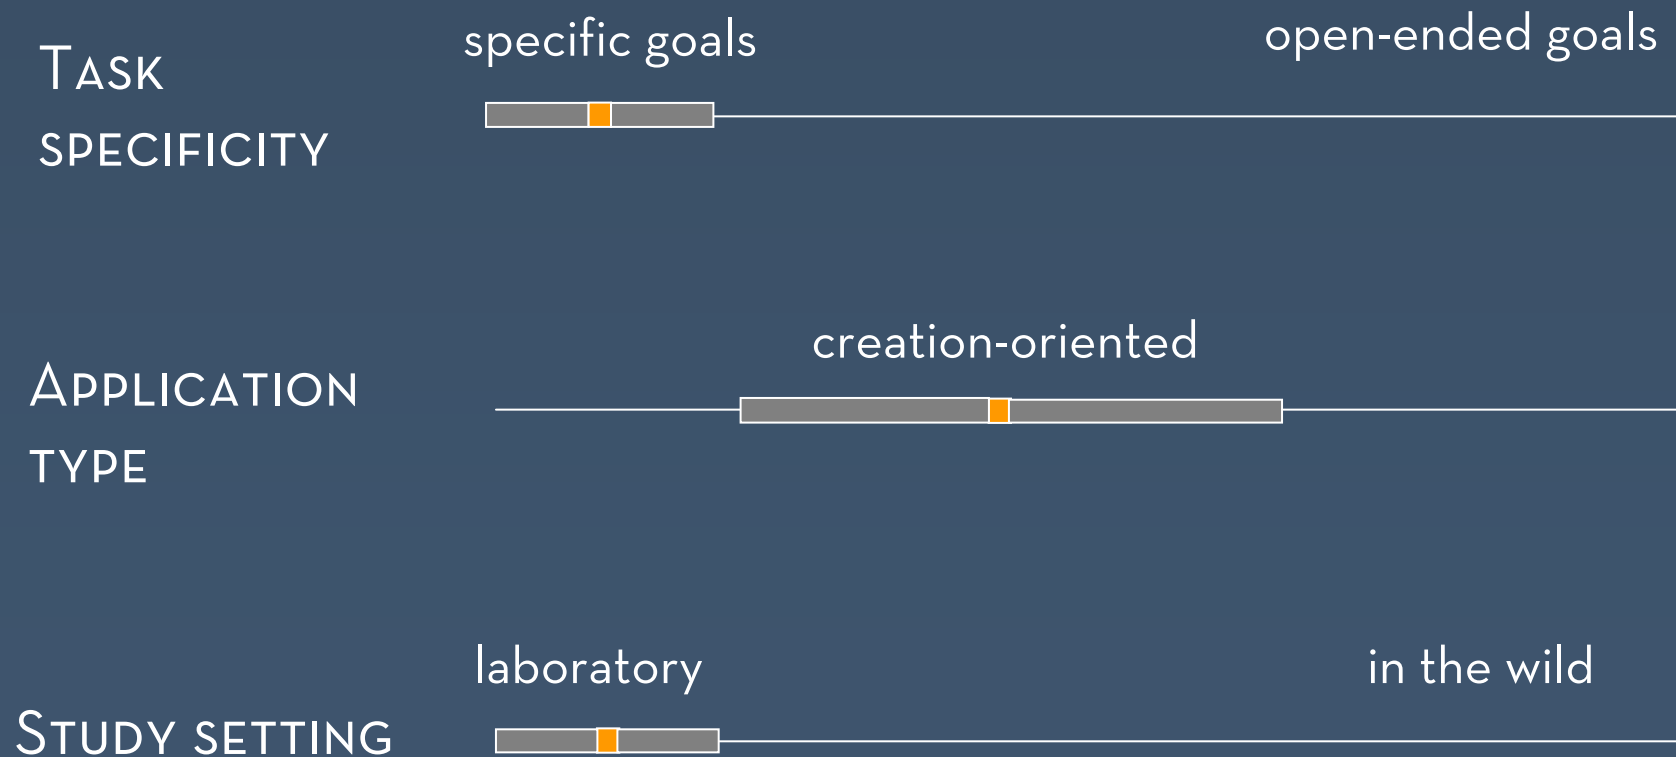 specific goals
open-ended goals
Task
specificity
creation-oriented
Application
type
laboratory
in the wild
Study setting